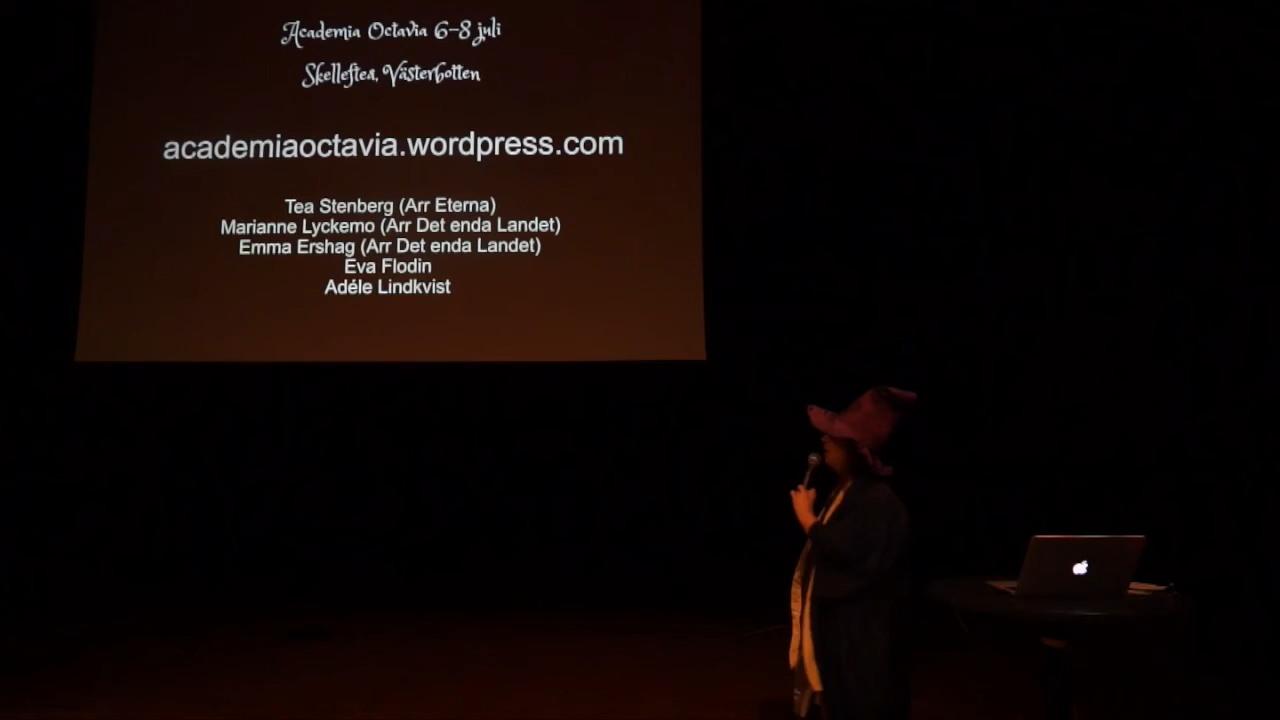 Academia Octavia 6-8 juli
Skellefteå, Västerbotten
academiaoctavia.wordpress.com
Tea Stenberg (Arr Eterna)
Marianne Lyckemo (Arr Det enda Landet)
Emma Ershag (Arr Det enda Landet)
Eva Flodin
Adéle Lindkvist